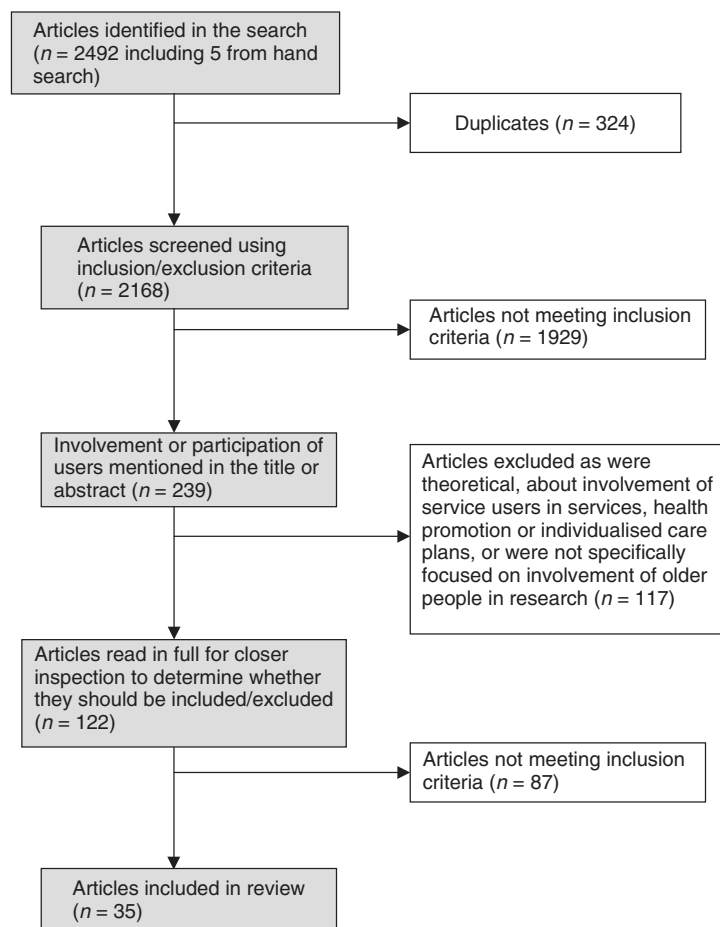 Articles identified in the search
(n = 2492 including 5 from hand
search)
Duplicates (n = 324)
Articles screened using
inclusion/exclusion criteria
(n = 2168)
Articles not meeting inclusion
criteria (n = 1929)
Involvement or participation of
users mentioned in the title or
abstract (n = 239)
Articles excluded as were
theoretical, about involvement of
service users in services, health
promotion or individualised care
plans, or were not specifically
focused on involvement of older
people in research (n = 117)
Articles read in full for closer
inspection to determine whether
they should be included/excluded
(n = 122)
Articles not meeting inclusion
criteria (n = 87)
Articles included in review
(n = 35)